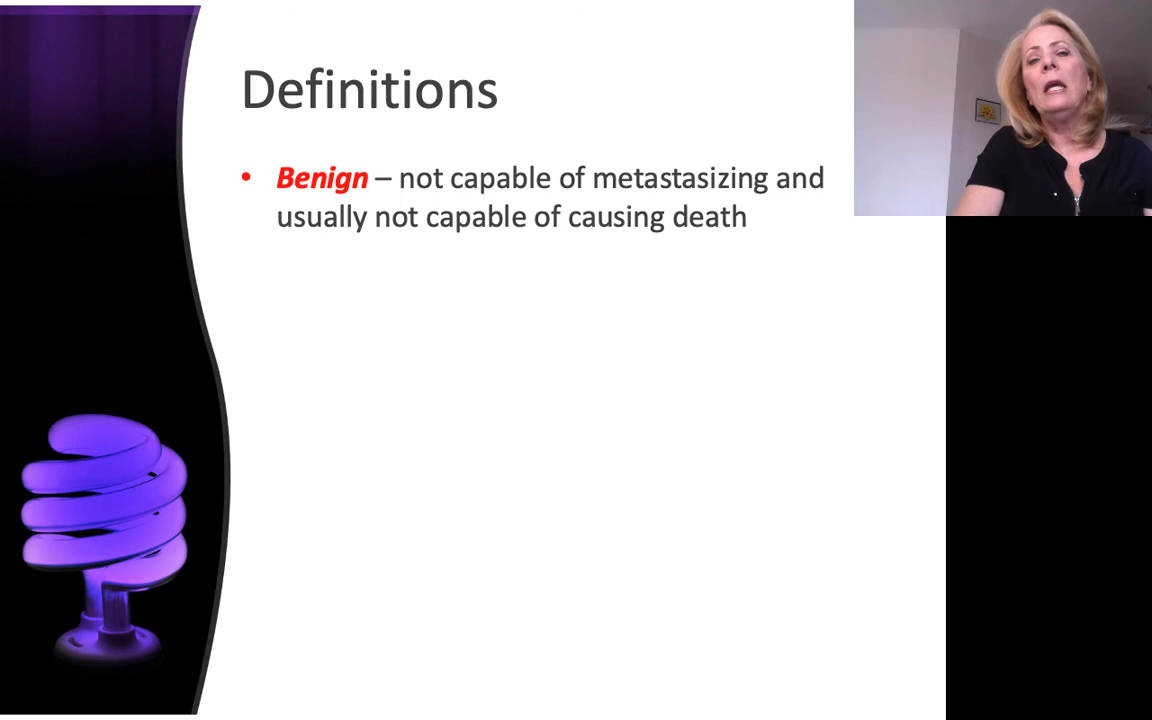 Definitions
• Benign – not capable of metastasizing and
usually not capable of causing death